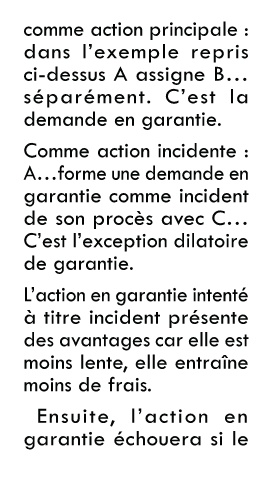 comme action principale :
dans l'exemple repris
ci-dessus A assigne B…
séparément. C'est la
demande en garantie.
Comme action incidente :
A…forme une demande en
garantie comme incident
de son procès avec C…
C'est l'exception dilatoire
de garantie.
L'action en garantie intenté
à titre incident présente
des avantages car elle est
moins lente, elle entraîne
moins de frais.
Ensuite, l'action en
garantie échouera si le